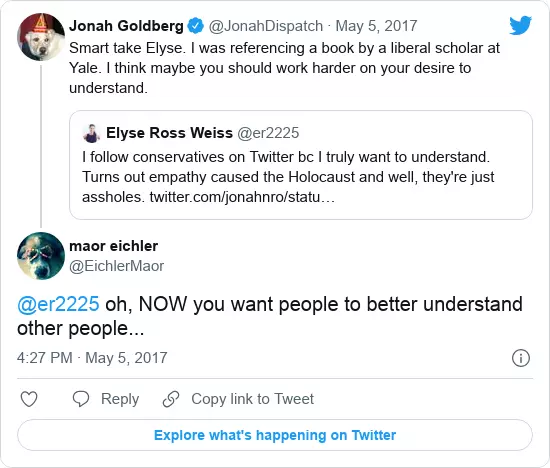 Jonah Goldberg @JonahDispatch · May 5, 2017
Smart take Elyse. I was referencing a book by a liberal scholar at
Yale. I think maybe you should work harder on your desire to
understand.
Elyse Ross Weiss @er2225
I follow conservatives on Twitter bc I truly want to understand.
Turns out empathy caused the Holocaust and well, they're just
assholes. twitter.com/jonahnro/statu…
maor eichler
@EichlerMaor
@er2225 oh, NOW you want people to better understand
other people...
4:27 PM · May 5, 2017
Reply
Copy link to Tweet
Explore what's happening on Twitter